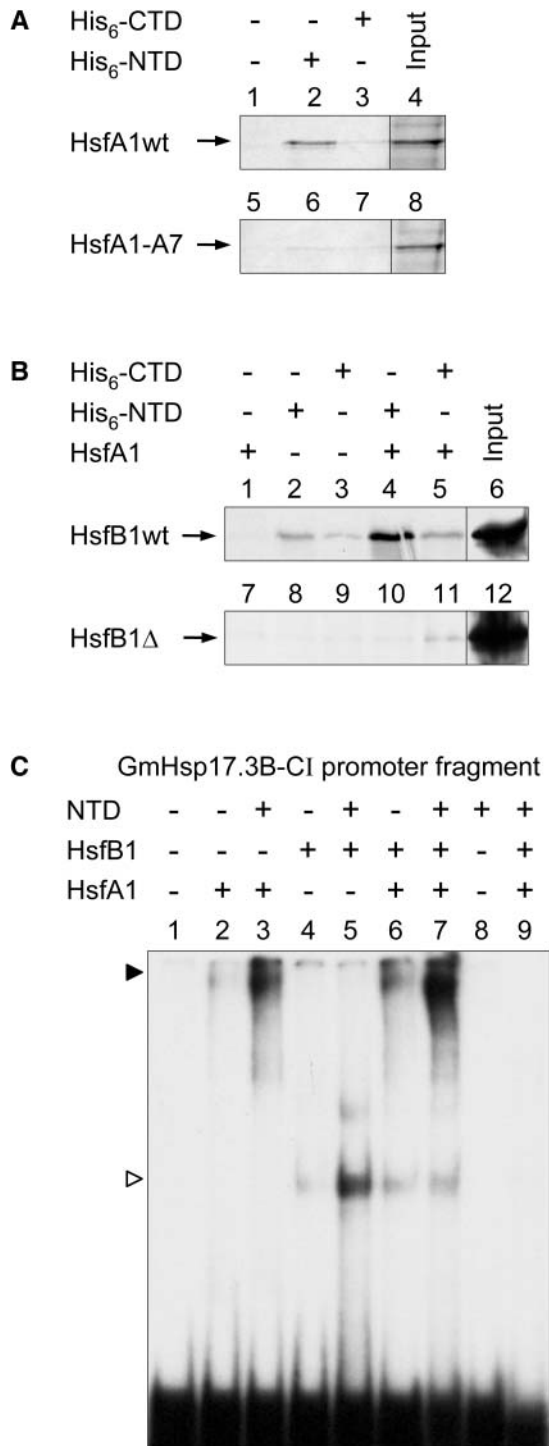 A
His₆-CTD - - + Input
His₆-NTD - + -
1 2 3 4
HsfA1wt
5 6 7 8
HsfA1-A7
B
His₆-CTD - - + - + Input
His₆-NTD - + - + -
HsfA1 + - - + +
1 2 3 4 5 6
HsfB1wt
7 8 9 10 11 12
HsfB1Δ
C
GmHsp17.3B-CI promoter fragment
NTD - - + - + - + + +
HsfB1 - - - + + + + - +
HsfA1 - + + - - + + - +
1 2 3 4 5 6 7 8 9